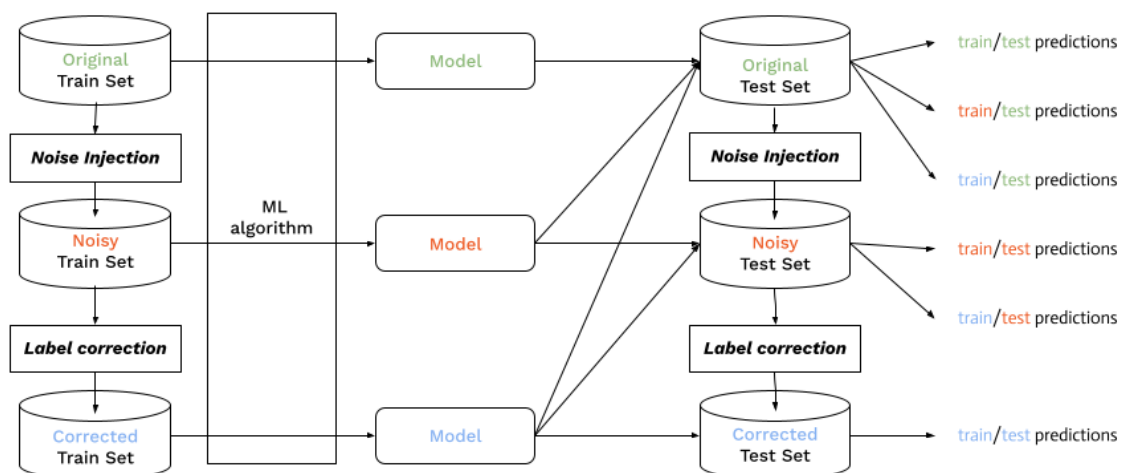 Original
Train Set
Noise Injection
Noisy
Train Set
Label correction
Corrected
Train Set
ML
algorithm
Model
Model
Model
Original
Test Set
Noise Injection
Noisy
Test Set
Label correction
Corrected
Test Set
train/test predictions
train/test predictions
train/test predictions
train/test predictions
train/test predictions
train/test predictions